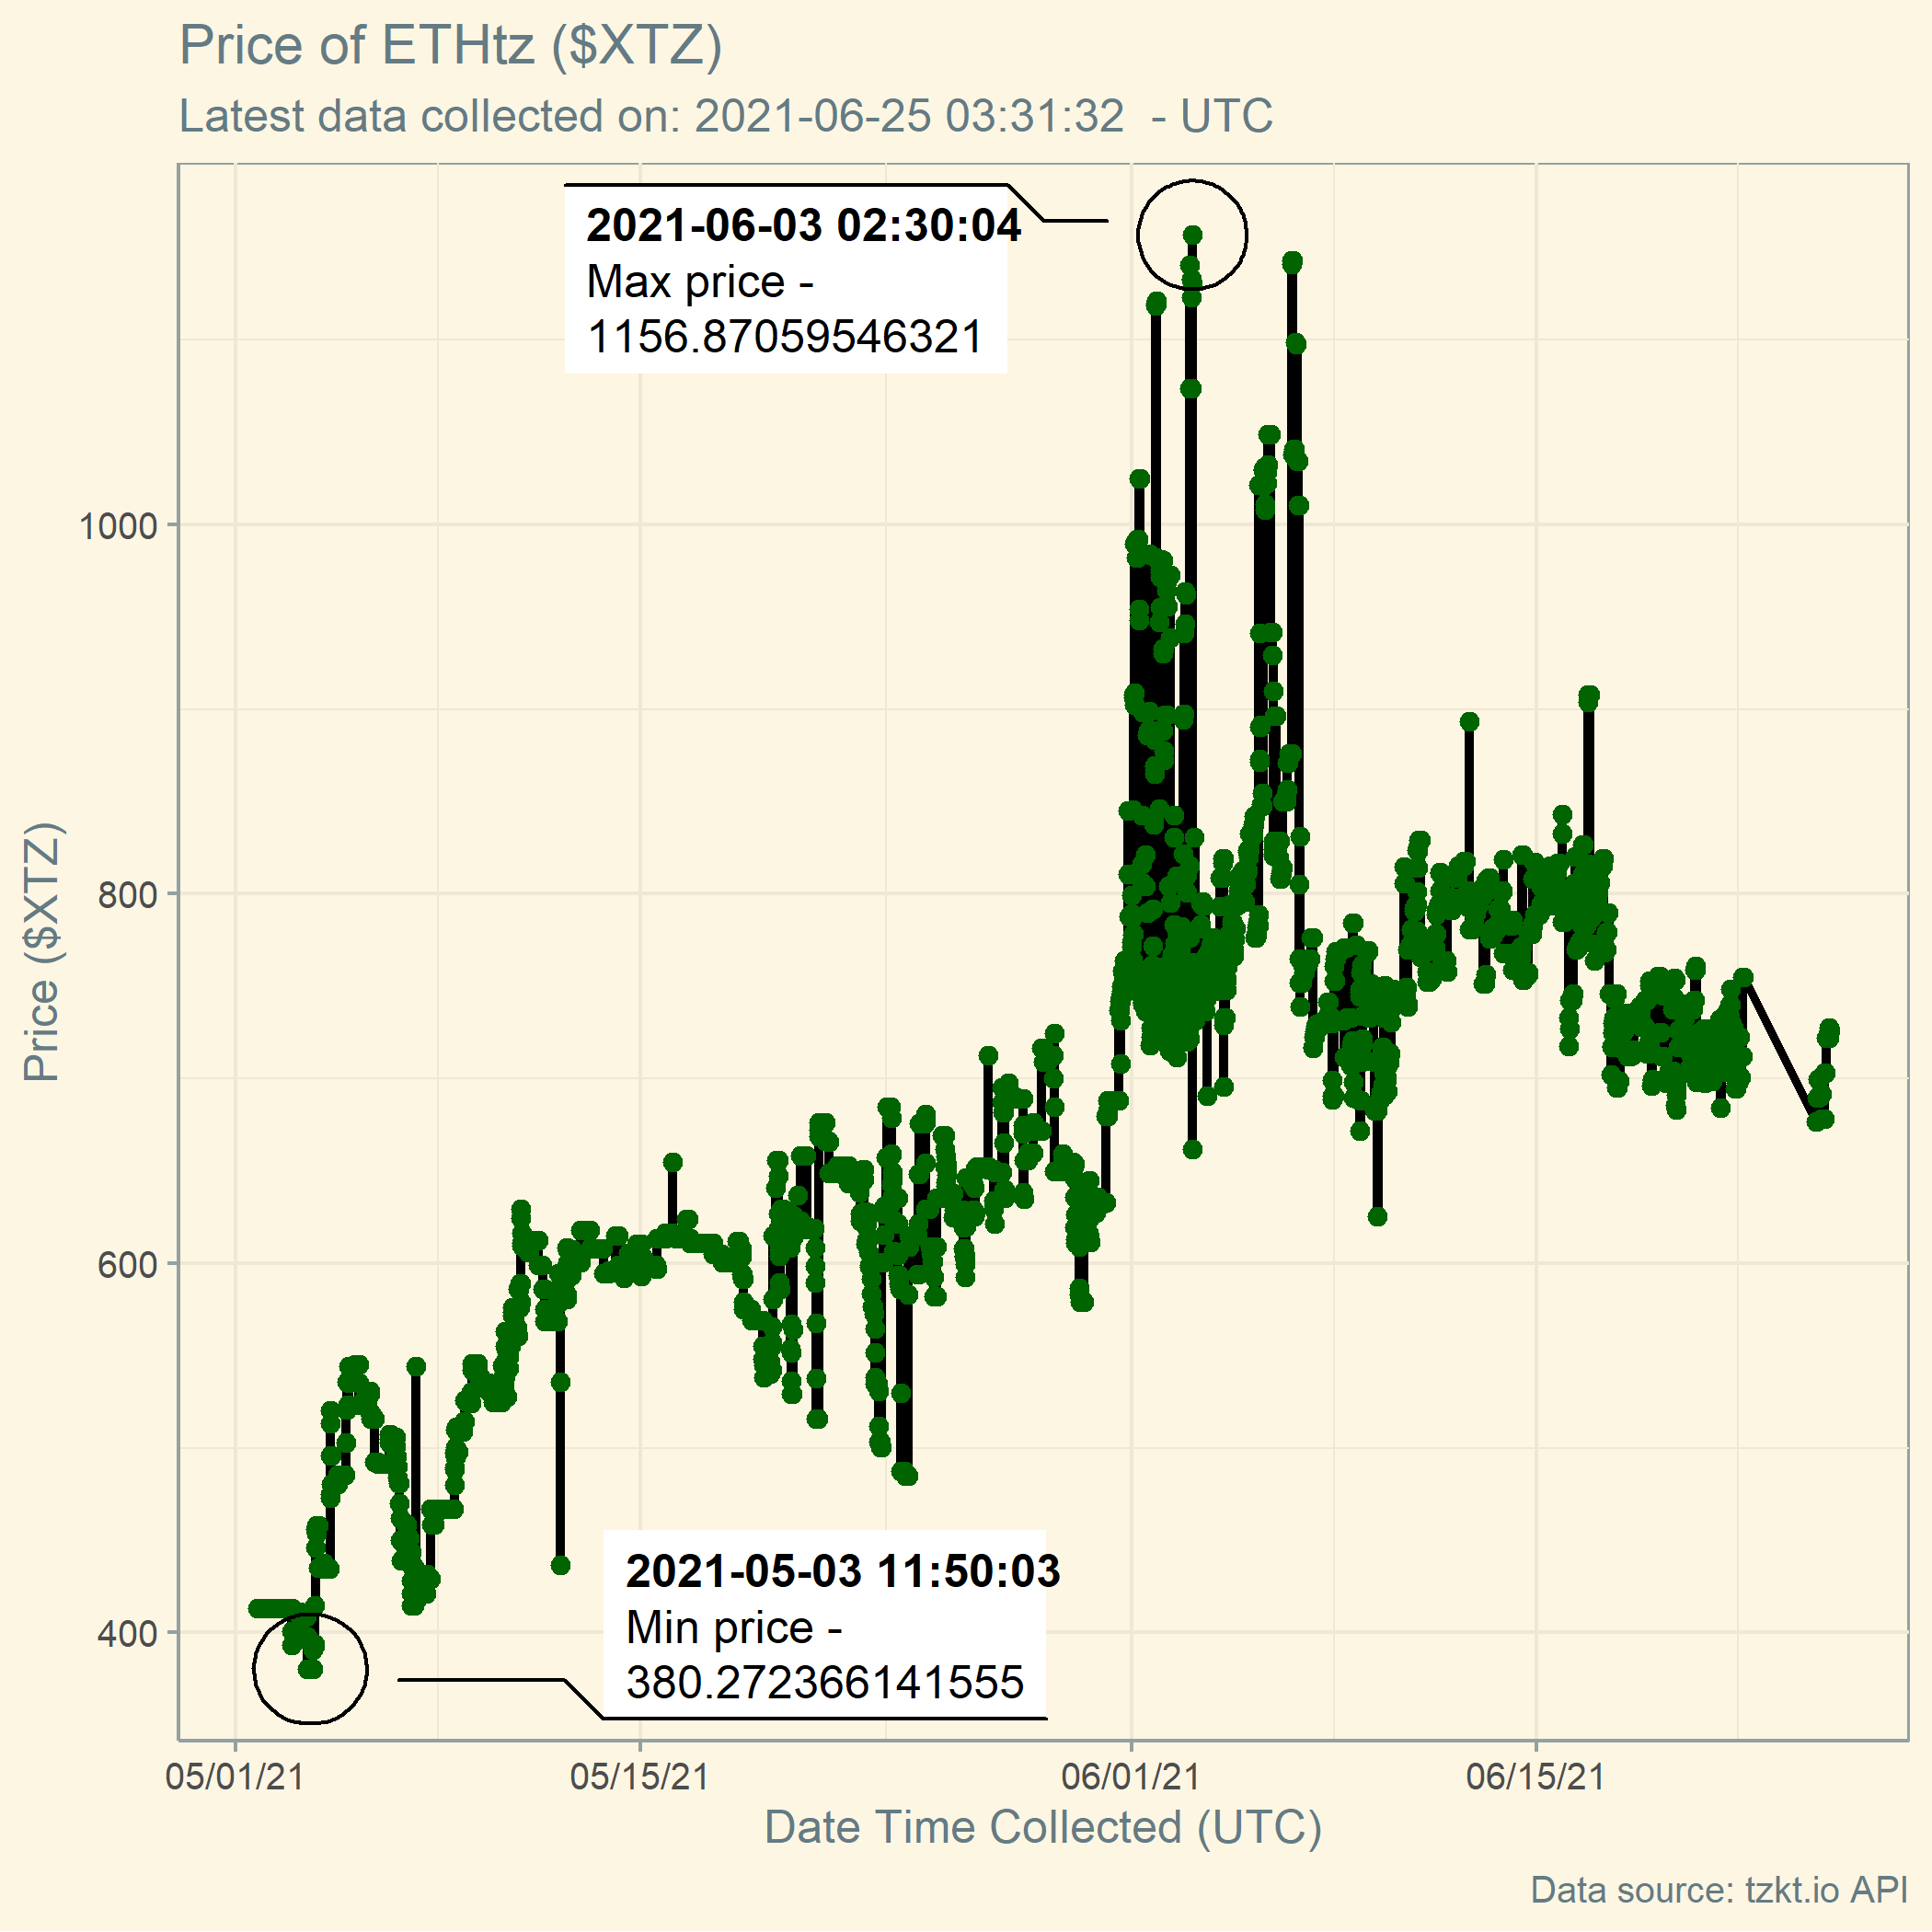 Price of ETHtz ($XTZ)
Latest data collected on: 2021-06-25 03:31:32  - UTC
2021-06-03 02:30:04
Max price -
1156.87059546321
1000
800
600
400
Price ($XTZ)
2021-05-03 11:50:03
Min price -
380.272366141555
05/01/21 05/15/21 06/01/21 06/15/21
Date Time Collected (UTC)
Data source: tzkt.io API